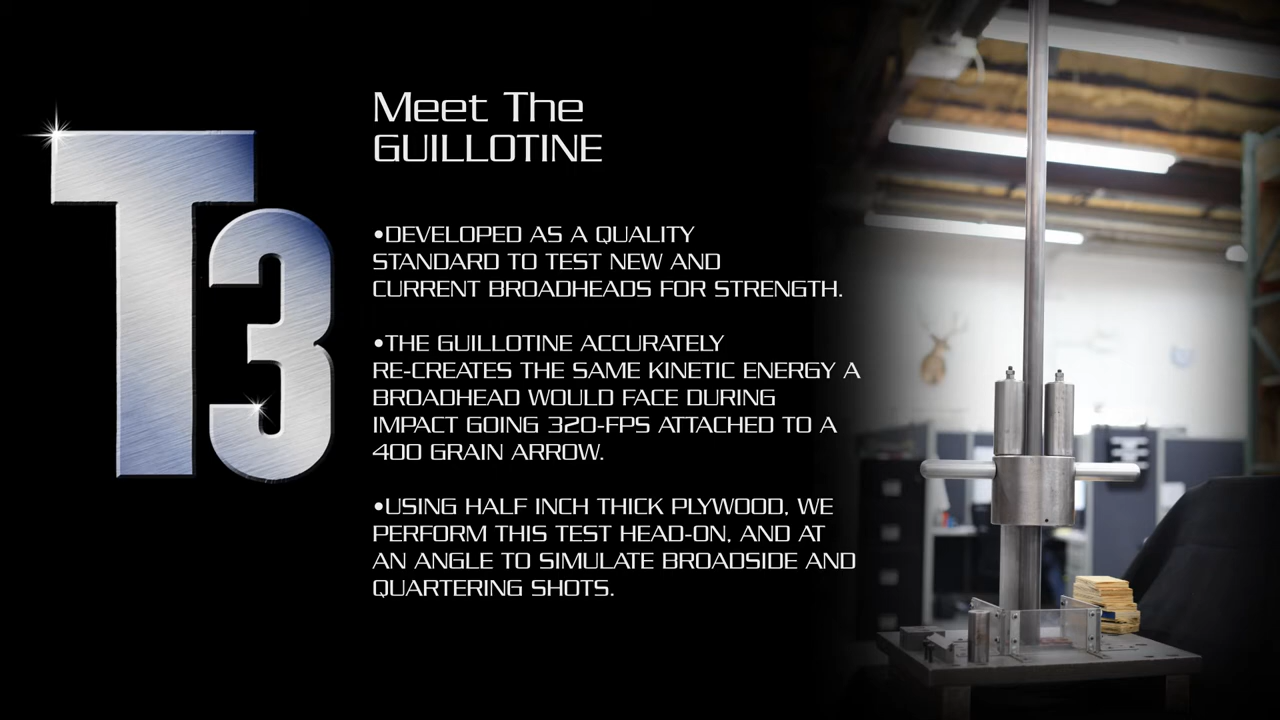 T3
Meet The
GUILLOTINE
•DEVELOPED AS A QUALITY
STANDARD TO TEST NEW AND
CURRENT BROADHEADS FOR STRENGTH.
•THE GUILLOTINE ACCURATELY
RE-CREATES THE SAME KINETIC ENERGY A
BROADHEAD WOULD FACE DURING
IMPACT GOING 320-FPS ATTACHED TO A
400 GRAIN ARROW.
•USING HALF INCH THICK PLYWOOD, WE
PERFORM THIS TEST HEAD-ON, AND AT
AN ANGLE TO SIMULATE BROADSIDE AND
QUARTERING SHOTS.